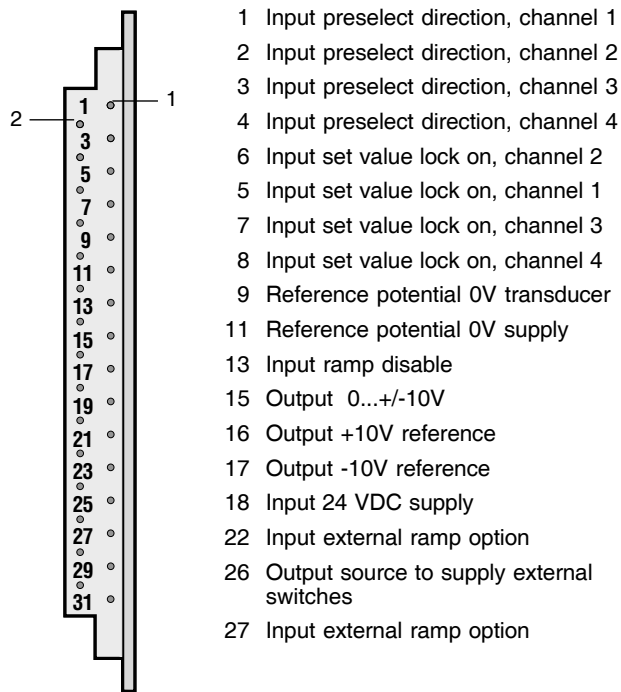 1 Input preselect direction, channel 1
2 Input preselect direction, channel 2
3 Input preselect direction, channel 3
4 Input preselect direction, channel 4
6 Input set value lock on, channel 2
5 Input set value lock on, channel 1
7 Input set value lock on, channel 3
8 Input set value lock on, channel 4
9 Reference potential 0V transducer
11 Reference potential 0V supply
13 Input ramp disable
15 Output 0...+/-10V
16 Output +10V reference
17 Output -10V reference
18 Input 24 VDC supply
22 Input external ramp option
26 Output source to supply external
switches
27 Input external ramp option
1
2
1
3
5
7
9
11
13
15
17
19
21
23
25
27
29
31